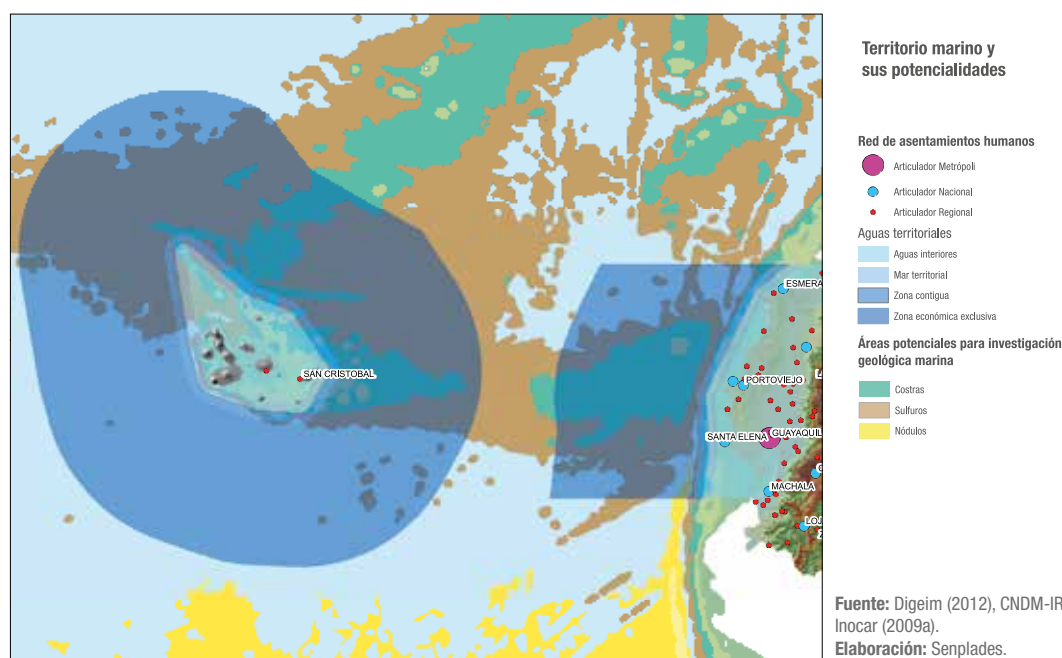 Territorio marino y
sus potencialidades
Red de asentamientos humanos
Articulador Metrópoli
Articulador Nacional
Articulador Regional
Aguas territoriales
Aguas interiores
Mar territorial
Zona contigua
Zona económica exclusiva
Áreas potenciales para investigación
geológica marina
Costras
Sulfuros
Nódulos
ESMERA
PORTOVIEJO
SAN CRISTOBAL
SANTA ELENA
GUAYAQUIL
MACHALA
LOJ
Fuente: Digeim (2012), CNDM-IR
Inocar (2009a).
Elaboración: Senplades.